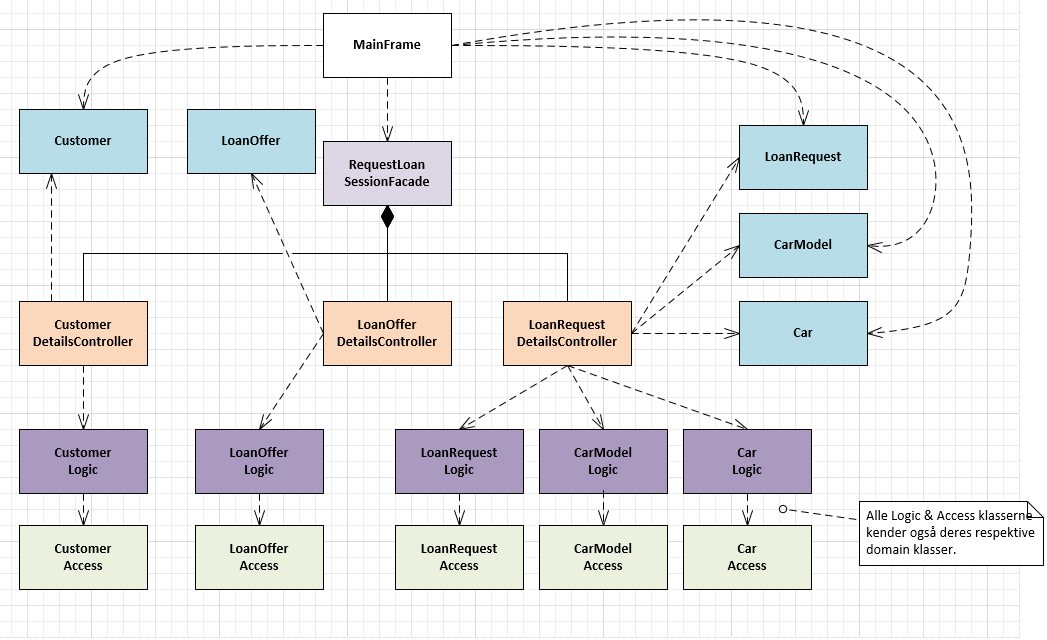 MainFrame
Customer
LoanOffer
RequestLoan
SessionFacade
LoanRequest
CarModel
Customer
DetailsController
LoanOffer
DetailsController
LoanRequest
DetailsController
Car
Customer
Logic
LoanOffer
Logic
LoanRequest
Logic
CarModel
Logic
Car
Logic
Alle Logic & Access klasserne
kender også deres respektive
domain klasser.
Customer
Access
LoanOffer
Access
LoanRequest
Access
CarModel
Access
Car
Access